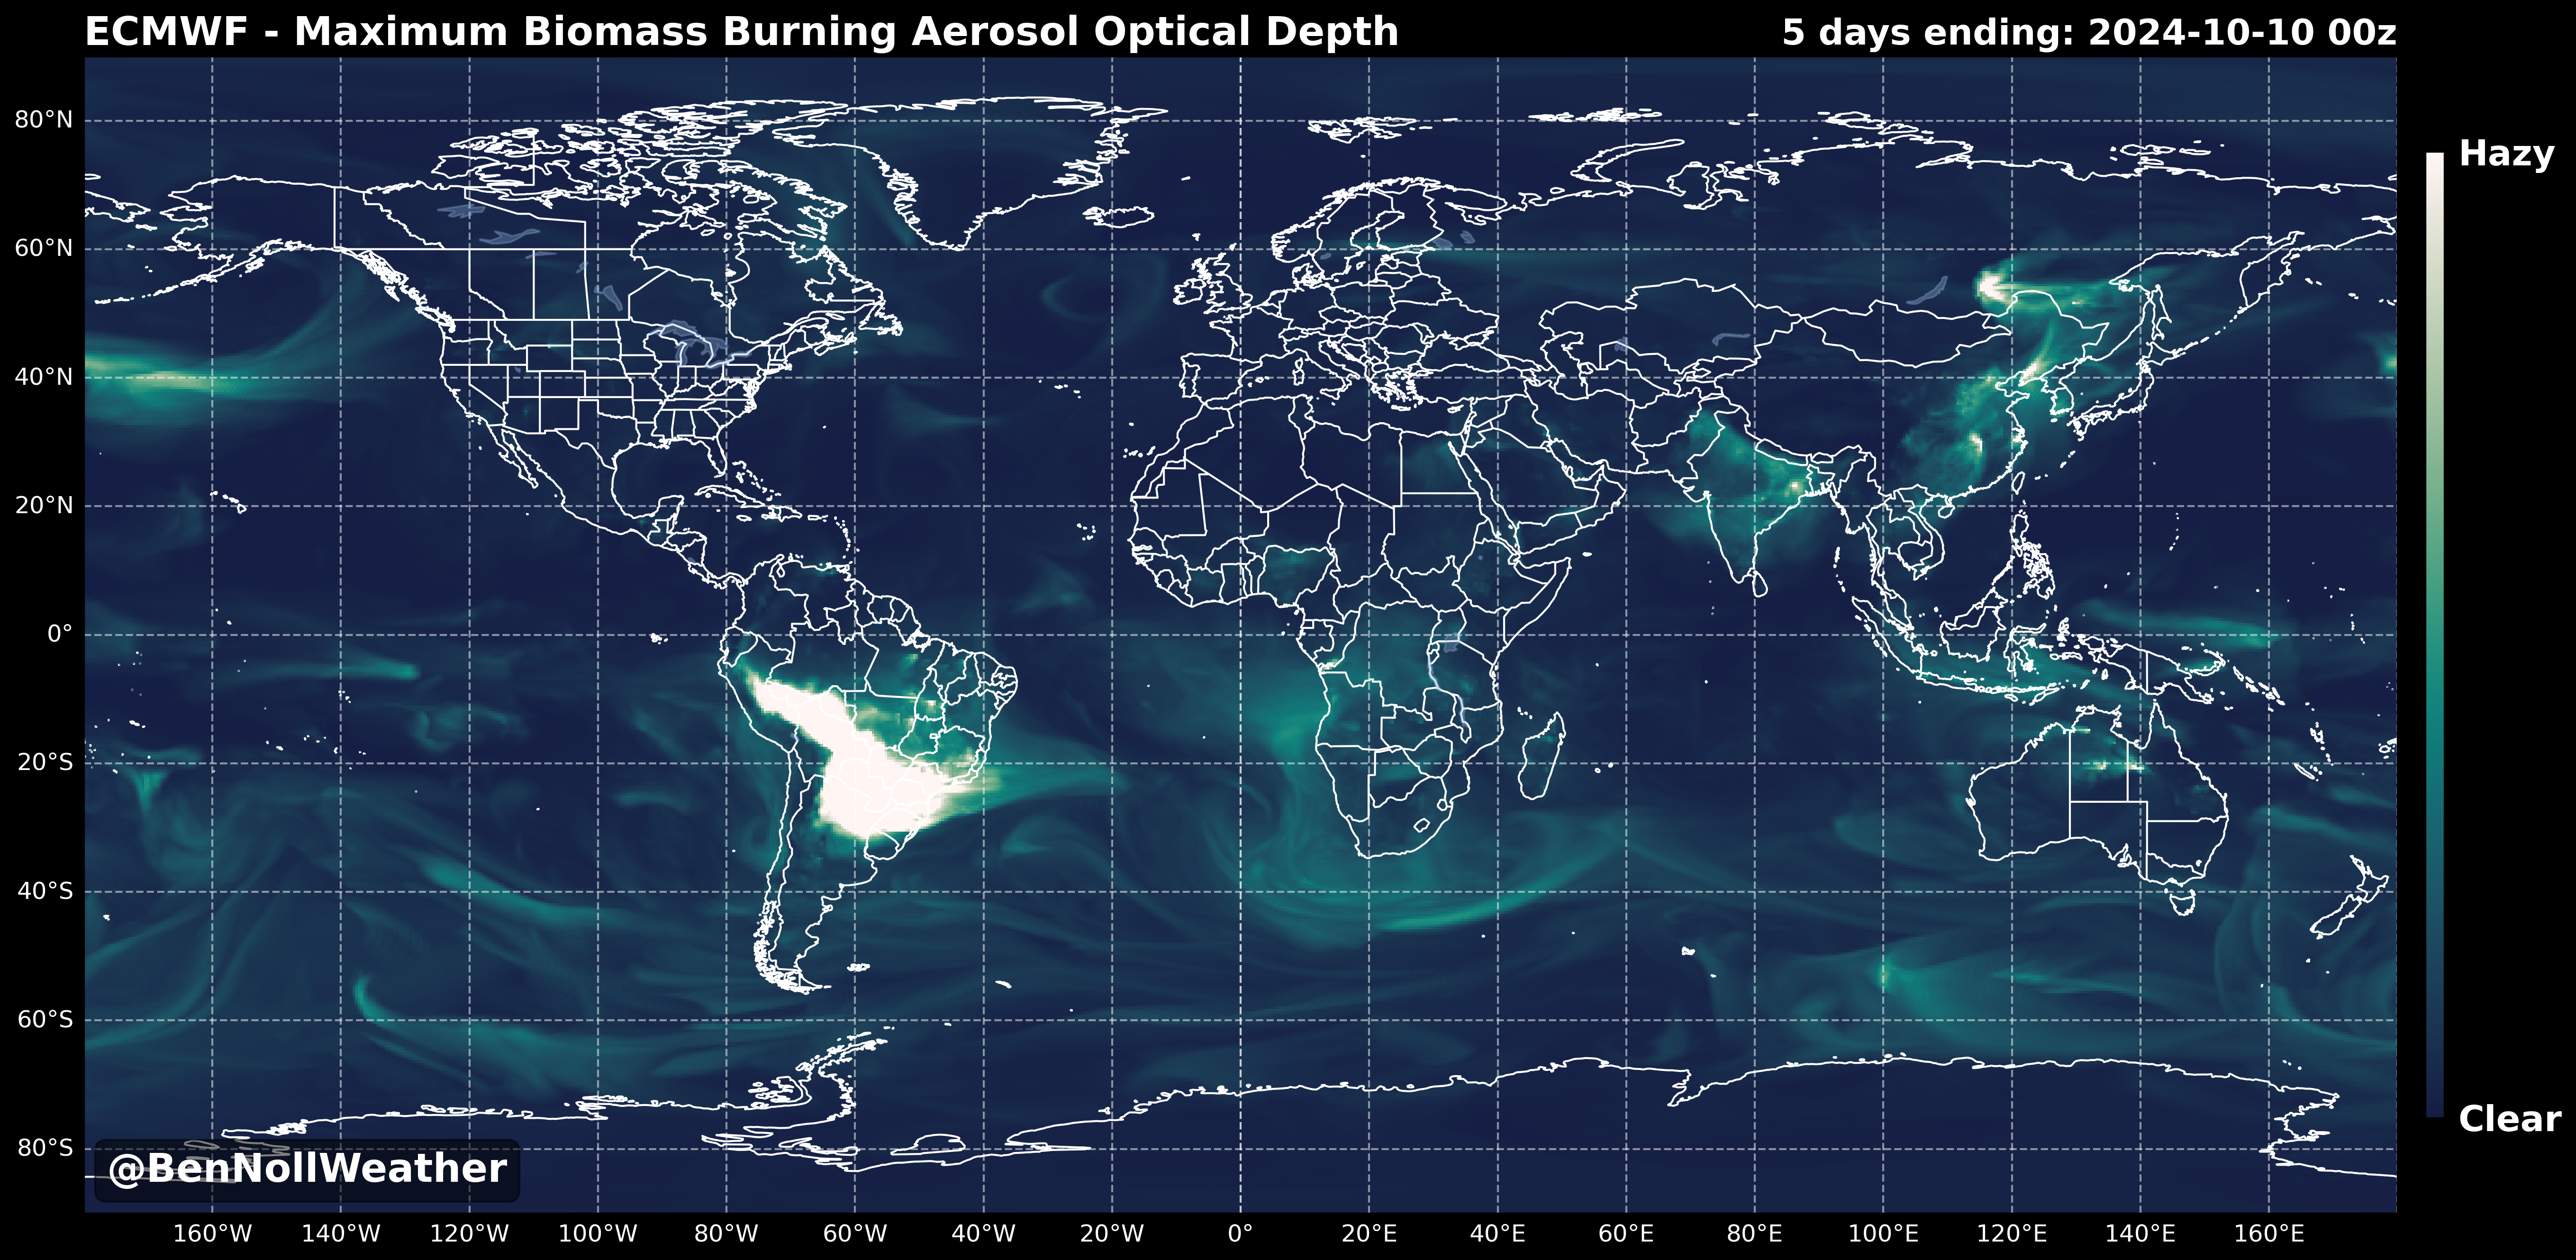 ECMWF - Maximum Biomass Burning Aerosol Optical Depth
5 days ending: 2024-10-10 00z
Hazy
80°N
60°N
40°N
20°N
0°
20°S
40°S
60°S
80°S
Clear
@BenNollWeather
160°W 140°W 120°W 100°W 80°W 60°W 40°W 20°W 0° 20°E 40°E 60°E 80°E 100°E 120°E 140°E 160°E